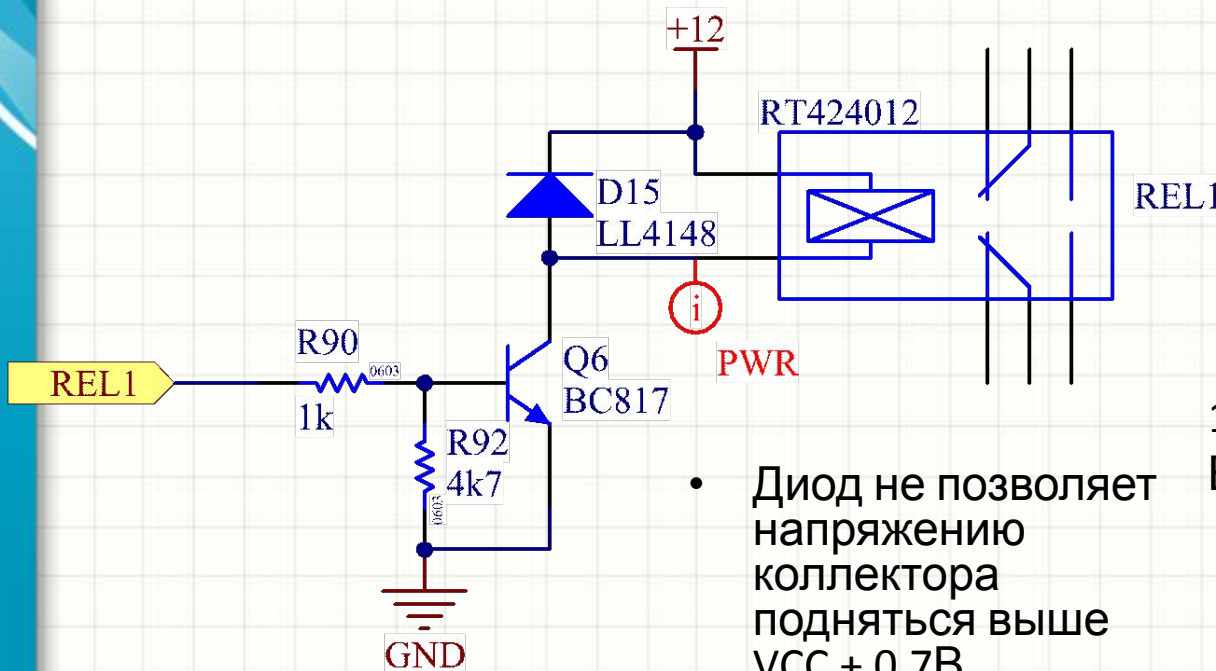 +12
RT424012
D15
LL4148
REL1
PWR
R90
0603
1k
REL1
Q6
BC817
R92
4k7
0603
GND
• Диод не позволяет
напряжению
коллектора
подняться выше
VCC + 0,7В